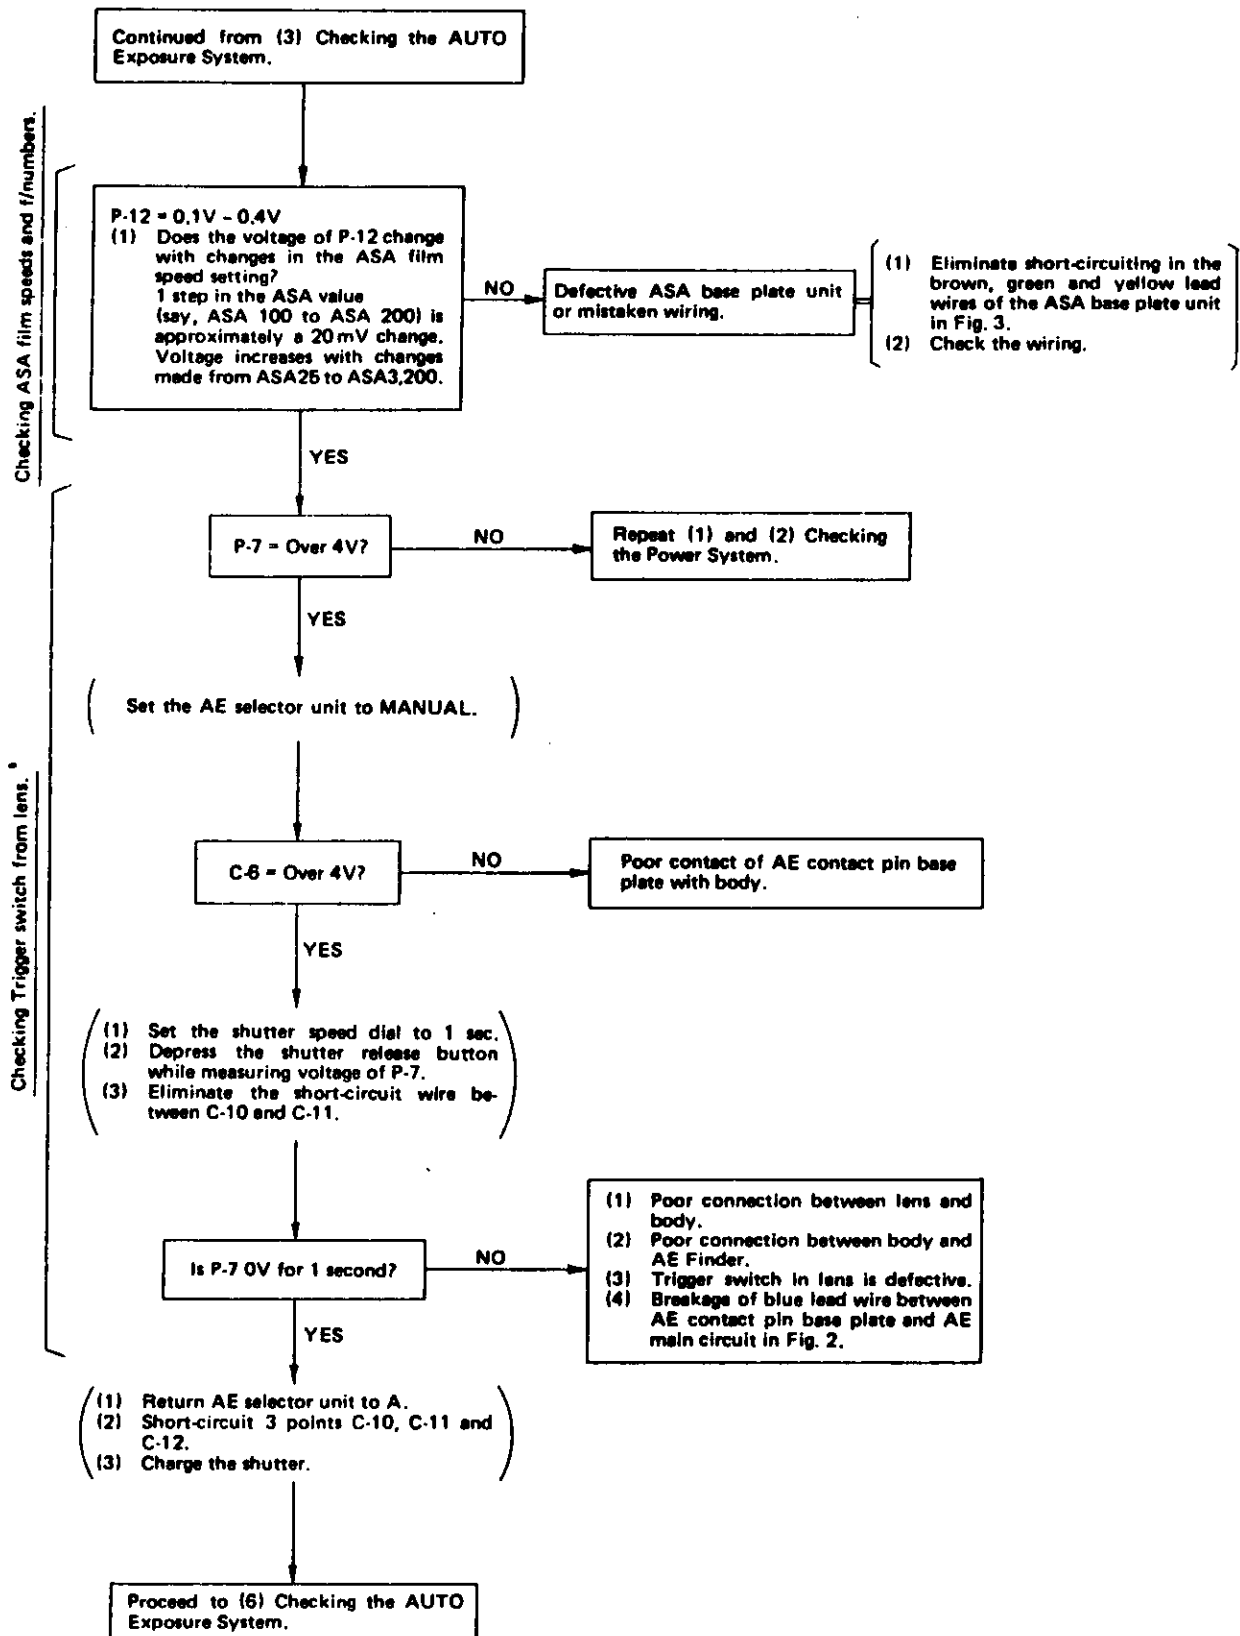 Continued from (3) Checking the AUTO
Exposure System.
Checking ASA film speeds and f/numbers.
P-12 = 0.1V - 0.4V
(1) Does the voltage of P-12 change
with changes in the ASA film
speed setting?
1 step in the ASA value
(say, ASA 100 to ASA 200) is
approximately a 20 mV change.
Voltage increases with changes
made from ASA25 to ASA3,200.
NO
Defective ASA base plate unit
or mistaken wiring.
(1) Eliminate short-circuiting in the
brown, green and yellow lead
wires of the ASA base plate unit
in Fig. 3.
(2) Check the wiring.
YES
Checking Trigger switch from lens.
P-7 = Over 4V?
NO
Repeat (1) and (2) Checking
the Power System.
YES
Set the AE selector unit to MANUAL.
C-6 = Over 4V?
NO
Poor contact of AE contact pin base
plate with body.
YES
(1) Set the shutter speed dial to 1 sec.
(2) Depress the shutter release button
while measuring voltage of P-7.
(3) Eliminate the short-circuit wire be-
tween C-10 and C-11.
Is P-7 0V for 1 second?
NO
(1) Poor connection between lens and
body.
(2) Poor connection between body and
AE Finder.
(3) Trigger switch in lens is defective.
(4) Breakage of blue lead wire between
AE contact pin base plate and AE
main circuit in Fig. 2.
YES
(1) Return AE selector unit to A.
(2) Short-circuit 3 points C-10, C-11 and
C-12.
(3) Charge the shutter.
Proceed to (6) Checking the AUTO
Exposure System.